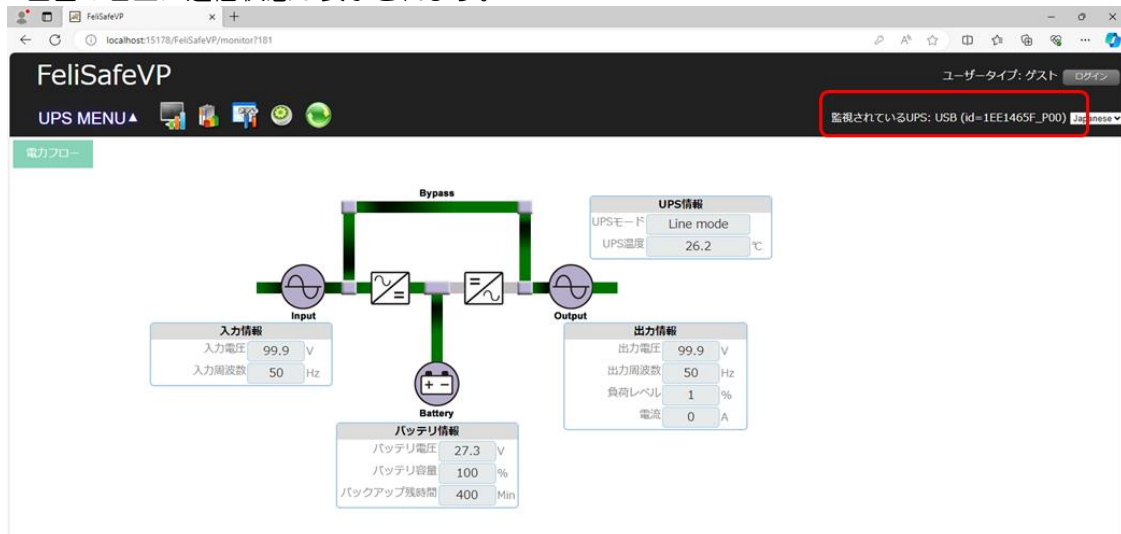 FeliSafeVP
localhost:15178/FeliSafeVP/monitor?181
FeliSafeVP
ユーザータイプ: ゲスト ログイン
UPS MENU▲
監視されているUPS: USB (id=1EE1465F_P00) Japanese
電力フロー
Bypass
UPS情報
UPSモード Line mode
UPS温度 26.2 ℃
Input
Output
入力情報
入力電圧 99.9 V
入力周波数 50 Hz
出力情報
出力電圧 99.9 V
出力周波数 50 Hz
負荷レベル 1 %
電流 0 A
Battery
バッテリ情報
バッテリ電圧 27.3 V
バッテリ容量 100 %
バックアップ残時間 400 Min